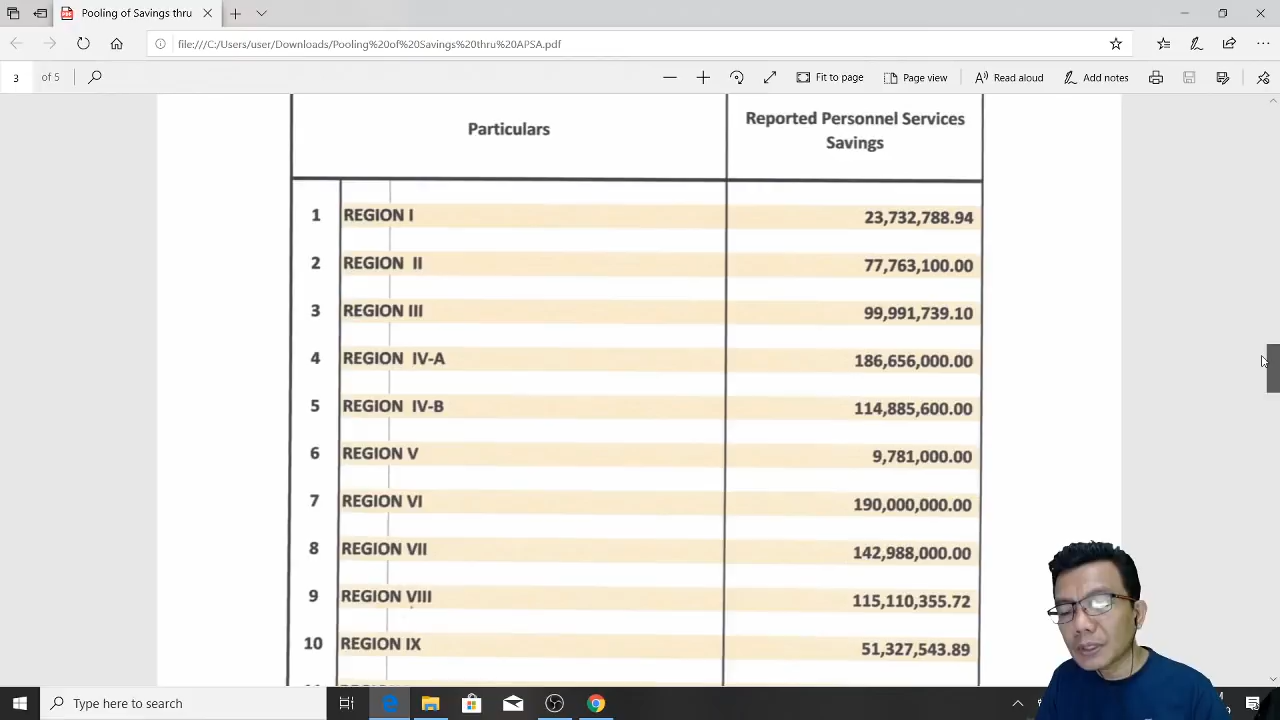 Pooling of Savings thru
file:///C:/Users/user/Downloads/Pooling%20of%20Savings%20thru%20APSA.pdf
3 of 5 Fit to page Page view Read aloud Add notes
Particulars
Reported Personnel Services
Savings
1 REGION I 23,732,788.94
2 REGION II 77,763,100.00
3 REGION III 99,991,739.10
4 REGION IV-A 186,656,000.00
5 REGION IV-B 114,885,600.00
6 REGION V 9,781,000.00
7 REGION VI 190,000,000.00
8 REGION VII 142,988,000.00
9 REGION VIII 115,110,355.72
10 REGION IX 51,327,543.89
Type here to search